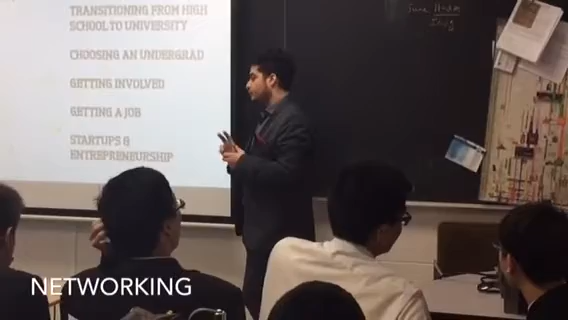 TRANSITIONING FROM HIGH
SCHOOL TO UNIVERSITY
CHOOSING AN UNDERGRAD
GETTING INVOLVED
GETTING A JOB
STARTUPS &
ENTREPRENEURSHIP
NETWORKING